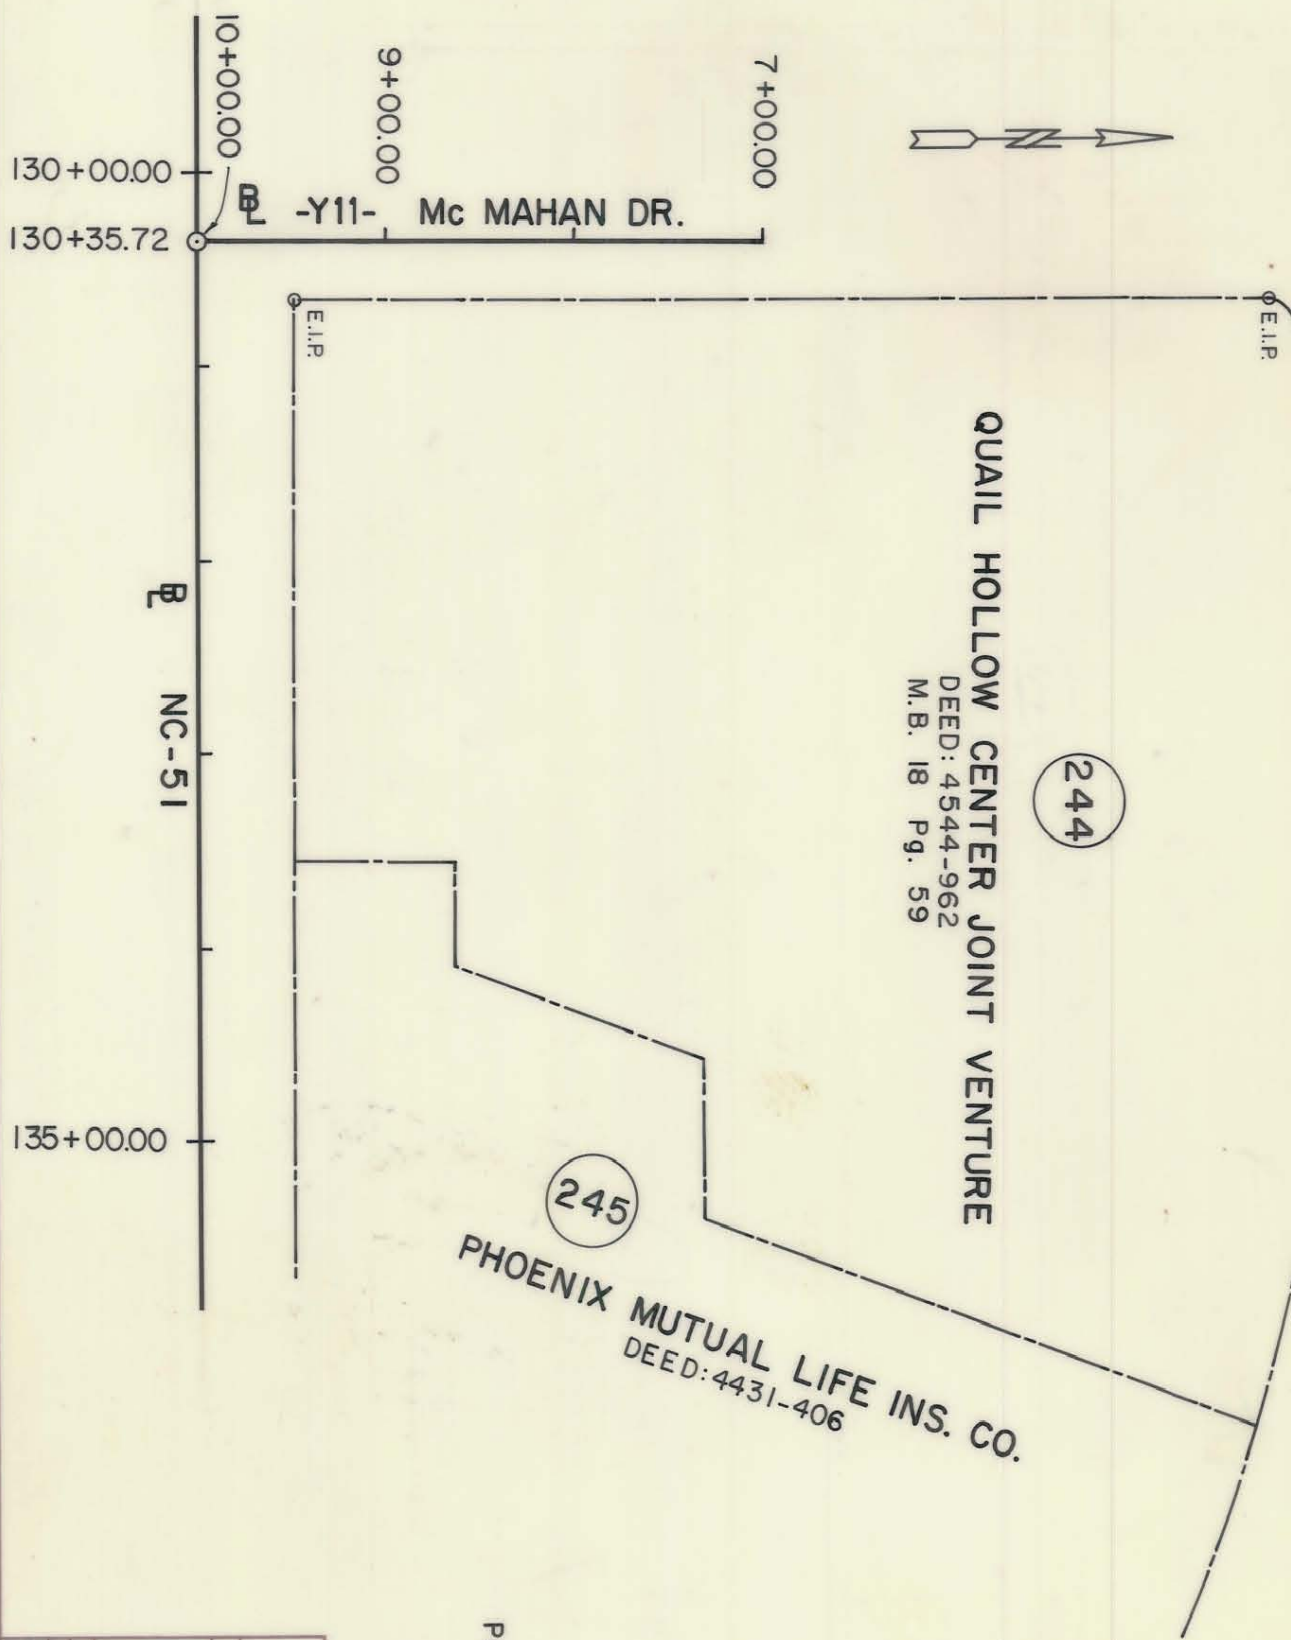 10+00.00
9+00.00
7+00.00
130+00.00
130+35.72
BL -Y11- Mc MAHAN DR.
E.I.P.
E.I.P.
244
QUAIL HOLLOW CENTER JOINT VENTURE
DEED: 4544-962
M.B. 18 Pg. 59
BL NC-51
135+00.00
245
PHOENIX MUTUAL LIFE INS. CO.
DEED: 4431-406
P